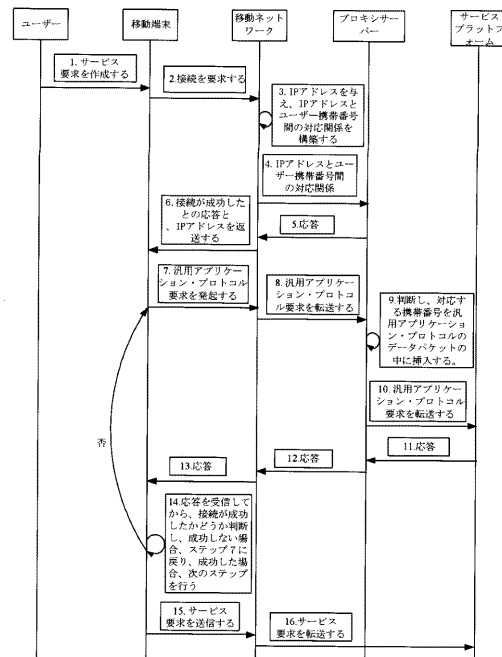 ユーザー
移動端末
移動ネット
ワーク
プロキシサー
バー
サービス
プラットフ
ォーム
1. サービス
要求を作成する
2.接続を要求する
3. IPアドレスを与
え、IPアドレスと
ユーザー携帯番号
間の対応関係を
構築する
4. IPアドレスとユー
ザー携帯番号間
の対応関係
5.応答
6. 接続が成功した
との応答と
、IPアドレスを返
送する
7. 汎用アプリケー
ション・プロトコル
要求を発起する
8. 汎用アプリケー
ション・プロトコ
ル要求を転送する
9.判断し、対応す
る携帯番号を汎
用アプリケーショ
ン・プロトコルの
データパケットの
中に挿入する。
10. 汎用アプリケー
ション・プロトコル
要求を転送する
11.応答
12.応答
13.応答
否
14.応答を受信して
から、接続が成功
したかどうか判断
し、成功しない場
合、ステップ7に
戻り、成功した場
合、次のステップ
を行う
15. サービス
要求を送信する
16.サービス
要求を転送する